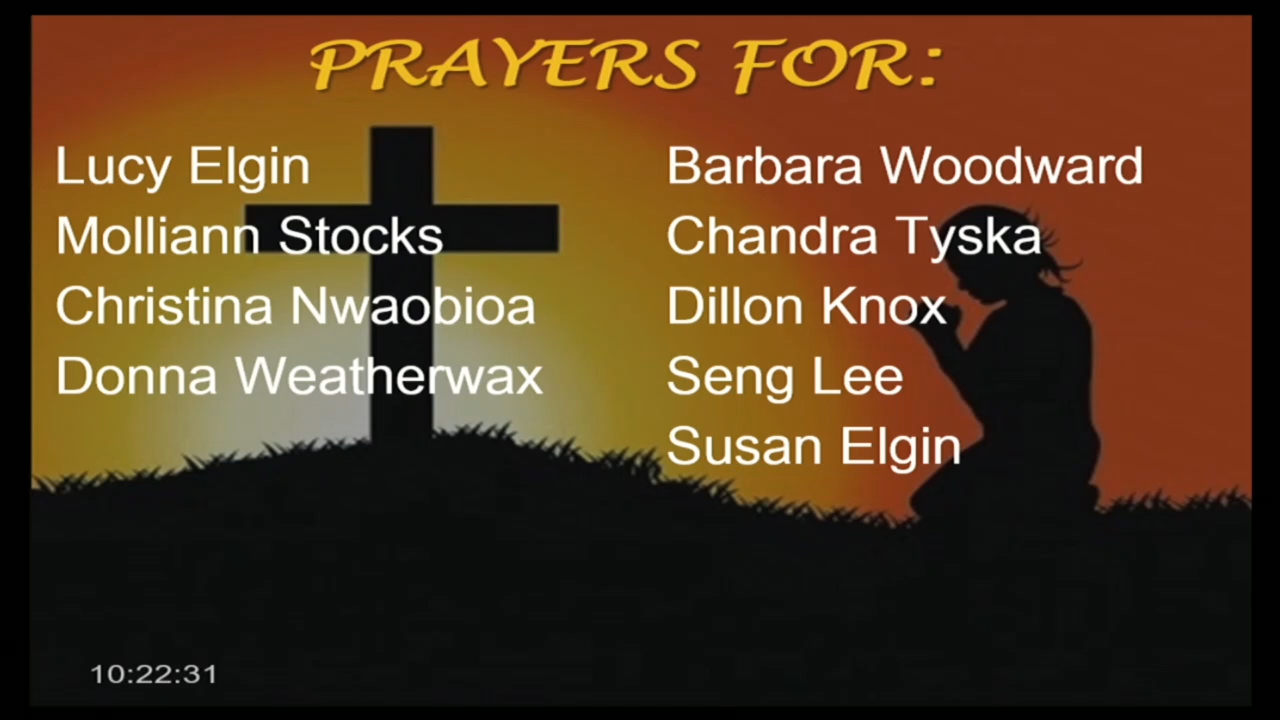 PRAYERS FOR:
Lucy Elgin
Molliann Stocks
Christina Nwaobioa
Donna Weatherwax
Barbara Woodward
Chandra Tyska
Dillon Knox
Seng Lee
Susan Elgin
10:22:31